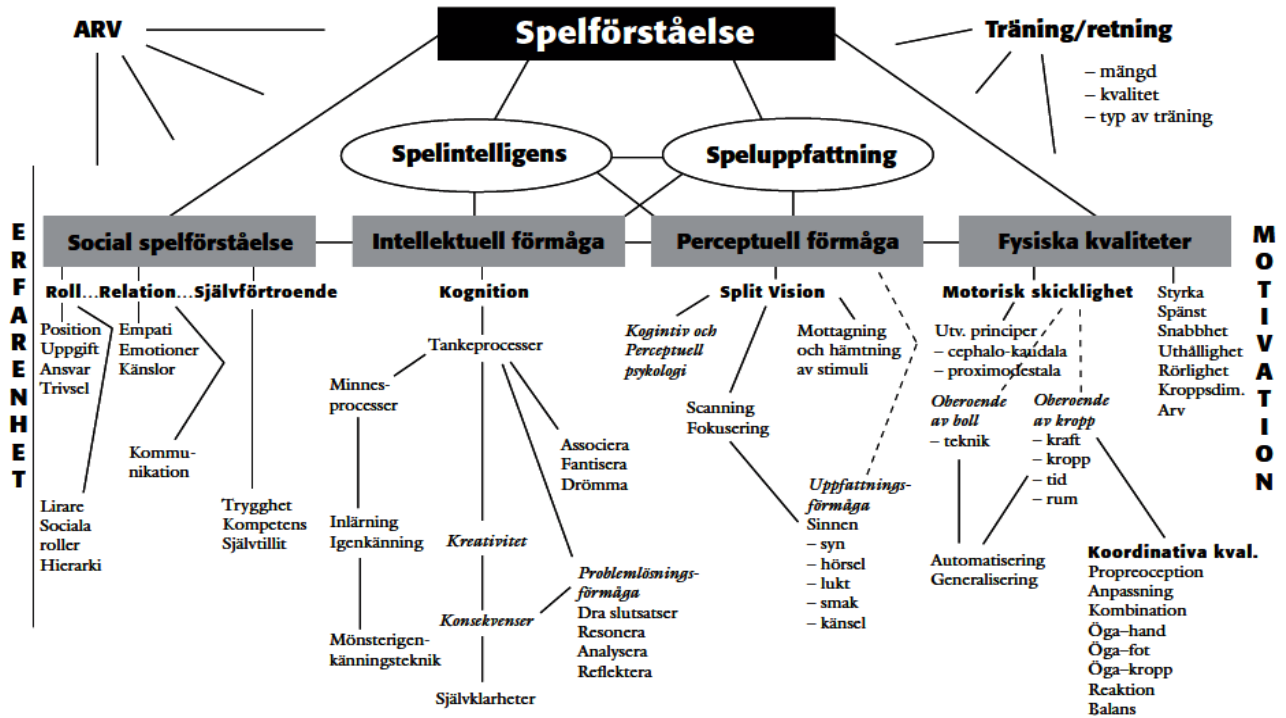 ARV
Spelförståelse
Träning/retning
– mängd
– kvalitet
– typ av träning
Spelintelligens
Speluppfattning
ERFARENHET
MOTIVATION
Social spelförståelse
Intellektuell förmåga
Perceptuell förmåga
Fysiska kvaliteter
Roll...Relation...Självförtroende
Position
Uppgift
Ansvar
Trivsel
Empati
Emotioner
Känslor
Kommu-
nikation
Lirare
Sociala
roller
Hierarki
Trygghet
Kompetens
Självtillit
Kognition
Tankeprocesser
Minnes-
processer
Inlärning
Igenkänning
Mönsterigen-
känningsteknik
Associera
Fantisera
Drömma
Kreativitet
Konsekvenser
Självklarheter
Problemlösnings-
förmåga
Dra slutsatser
Resonera
Analysera
Reflektera
Split Vision
Kogintiv och
Perceptuell
psykologi
Mottagning
och hämtning
av stimuli
Scanning
Fokusering
Uppfattnings-
förmåga
Sinnen
– syn
– hörsel
– lukt
– smak
– känsel
Motorisk skicklighet
Utv. principer
– cephalo-kaudala
– proximodestala
Oberoende
av boll
– teknik
Oberoende
av kropp
– kraft
– kropp
– tid
– rum
Automatisering
Generalisering
Styrka
Spänst
Snabbhet
Uthållighet
Rörlighet
Kroppsdim.
Arv
Koordinativa kval.
Propreoception
Anpassning
Kombination
Öga–hand
Öga–fot
Öga–kropp
Reaktion
Balans